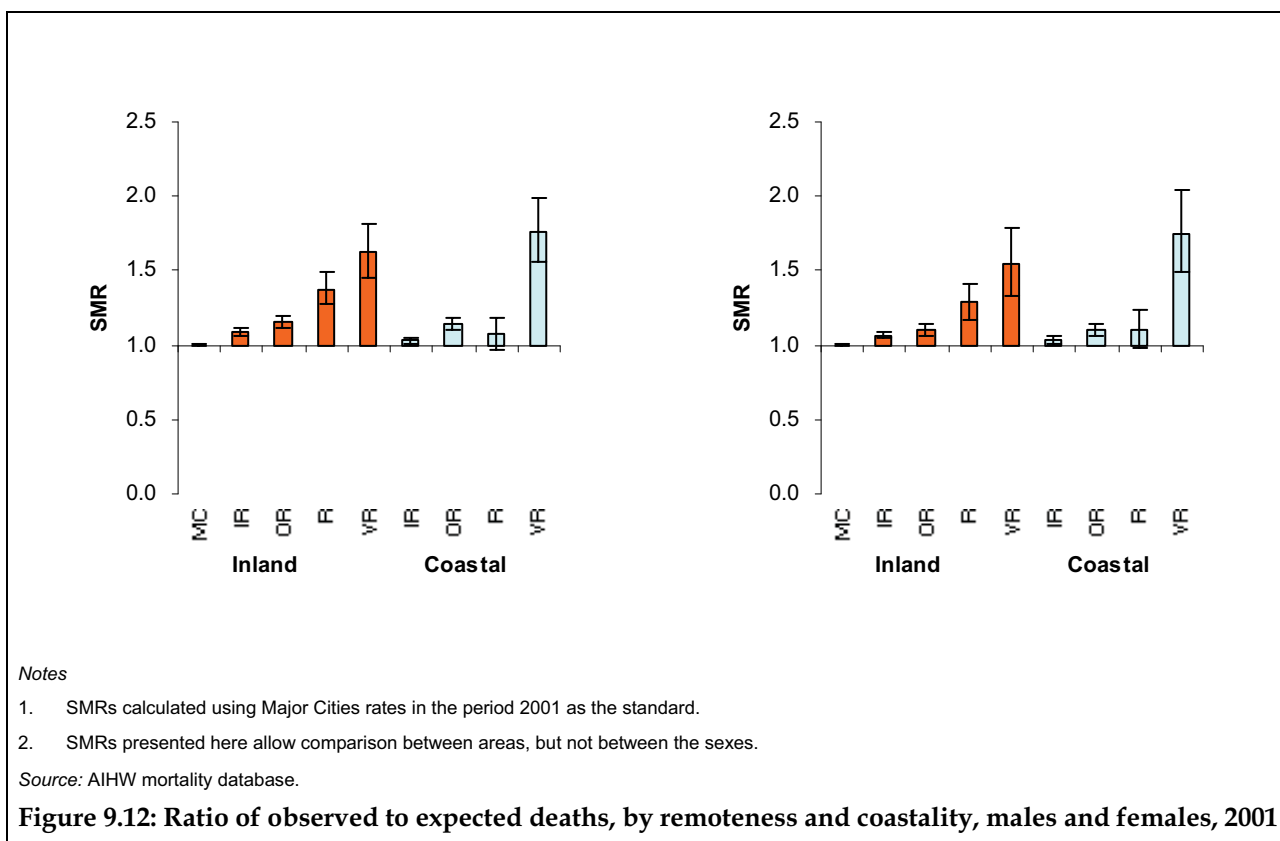 2.5
2.0
1.5
1.0
0.5
0.0
SMR
MC IR OR R VR IR OR R VR
Inland Coastal
2.5
2.0
1.5
1.0
0.5
0.0
SMR
MC IR OR R VR IR OR R VR
Inland Coastal
Notes
1. SMRs calculated using Major Cities rates in the period 2001 as the standard.
2. SMRs presented here allow comparison between areas, but not between the sexes.
Source: AIHW mortality database.
Figure 9.12: Ratio of observed to expected deaths, by remoteness and coastality, males and females, 2001